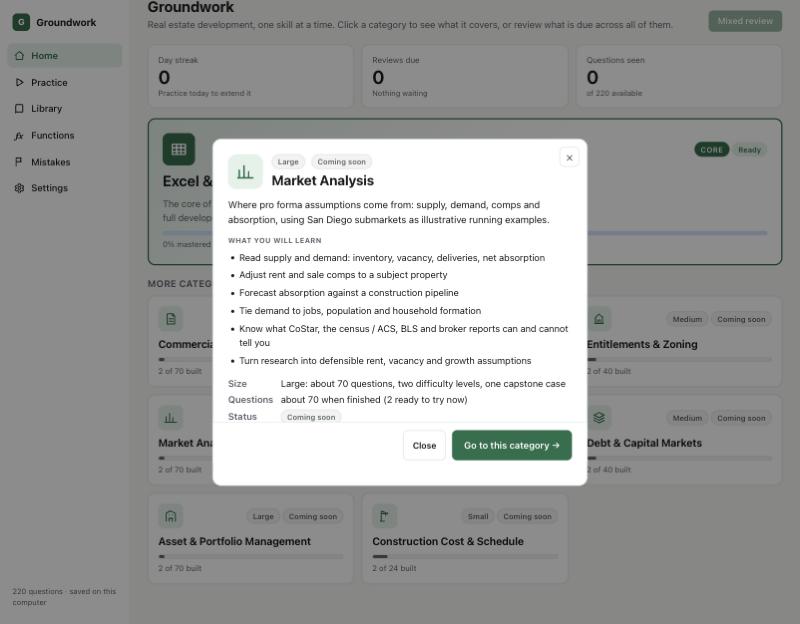 G Groundwork
Home
Practice
Library
fx Functions
Mistakes
Settings
220 questions · saved on this
computer
Groundwork
Real estate development, one skill at a time. Click a category to see what it covers, or review what is due across all of them.
Mixed review
Day streak
0
Practice today to extend it
Reviews due
0
Nothing waiting
Questions seen
0
of 220 available
CORE Ready
Excel &
The core of
full develop
0% mastered
MORE CATEG
Commercia
2 of 70 built
Medium Coming soon
Entitlements & Zoning
2 of 40 built
Market Ana
2 of 70 built
Medium Coming soon
Debt & Capital Markets
2 of 40 built
Large Coming soon
Asset & Portfolio Management
2 of 70 built
Small Coming soon
Construction Cost & Schedule
2 of 24 built
Large Coming soon
×
Market Analysis
Where pro forma assumptions come from: supply, demand, comps and
absorption, using San Diego submarkets as illustrative running examples.
WHAT YOU WILL LEARN
• Read supply and demand: inventory, vacancy, deliveries, net absorption
• Adjust rent and sale comps to a subject property
• Forecast absorption against a construction pipeline
• Tie demand to jobs, population and household formation
• Know what CoStar, the census / ACS, BLS and broker reports can and cannot
tell you
• Turn research into defensible rent, vacancy and growth assumptions
Size Large: about 70 questions, two difficulty levels, one capstone case
Questions about 70 when finished (2 ready to try now)
Status Coming soon
Close
Go to this category →